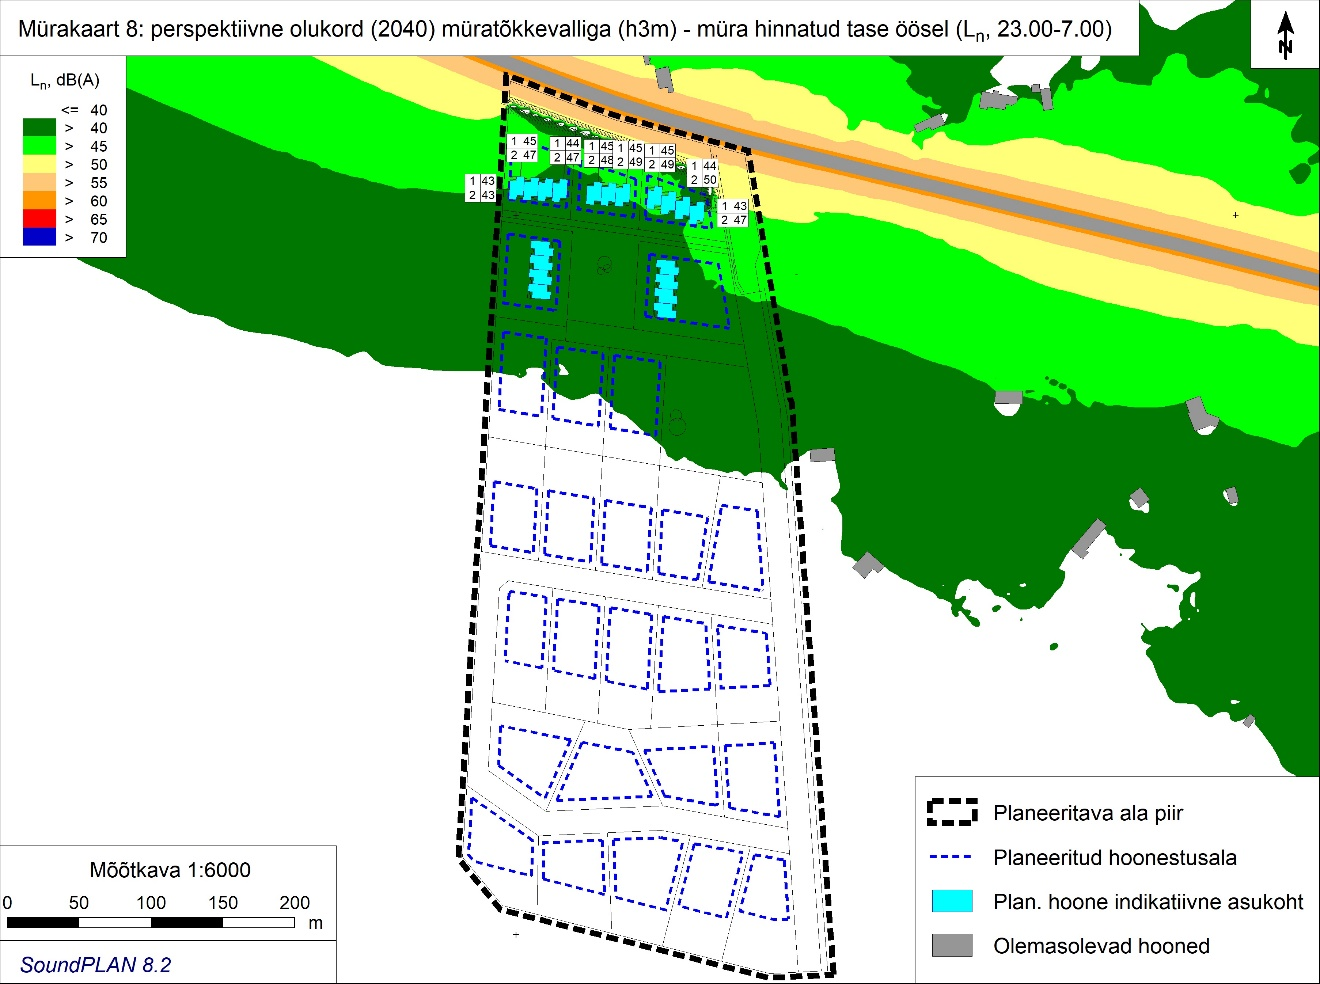 Mürakaart 8: perspektiivne olukord (2040) müratõkkevalliga (h3m) - müra hinnatud tase öösel (Ln, 23.00-7.00)
N
Ln, dB(A)
<= 40
> 40
> 45
> 50
> 55
> 60
> 65
> 70
1 45
2 47
1 44
2 47
1 45
2 48
1 45
2 49
1 45
2 49
1 44
2 50
1 43
2 43
1 43
2 47
Mõõtkava 1:6000
0 50 100 150 200
m
SoundPLAN 8.2
Planeeritava ala piir
Planeeritud hoonestusala
Plan. hoone indikatiivne asukoht
Olemasolevad hooned